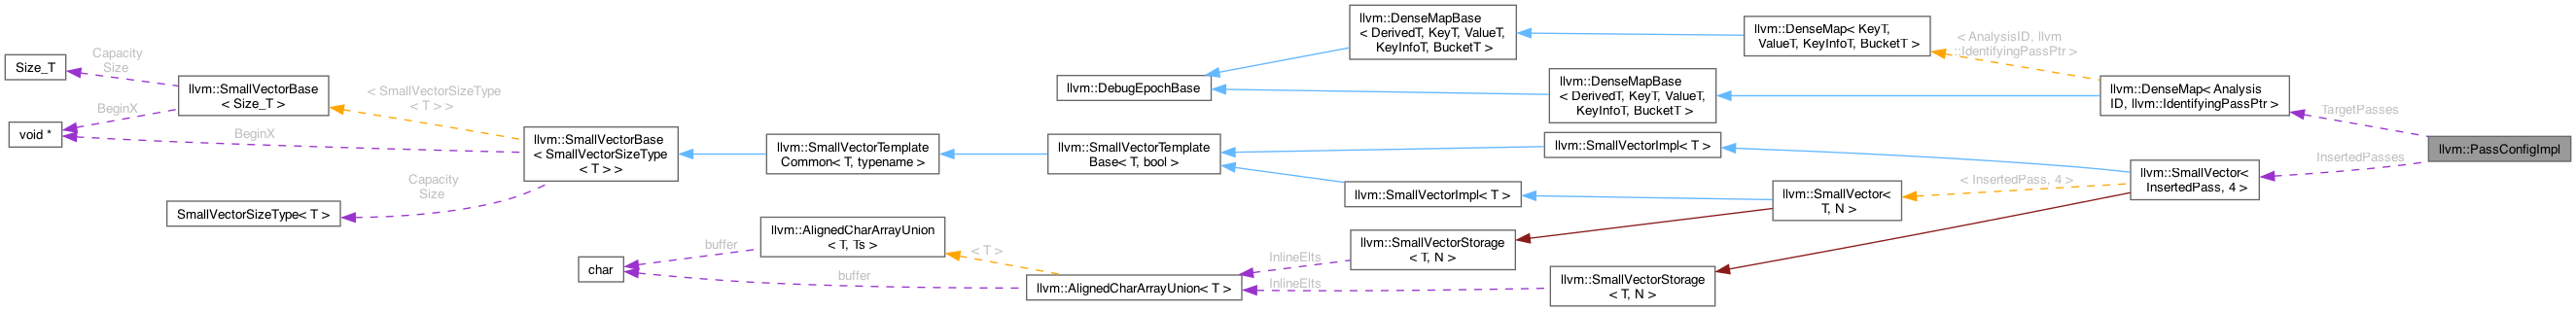 Size_T
void *
Capacity
Size
BeginX
llvm::SmallVectorBase
< Size_T >
< SmallVectorSizeType
< T > >
BeginX
Capacity
Size
SmallVectorSizeType< T >
llvm::SmallVectorBase
< SmallVectorSizeType
< T > >
char
buffer
buffer
llvm::SmallVectorTemplate
Common< T, typename >
llvm::AlignedCharArrayUnion
< T, Ts >
< T >
llvm::DebugEpochBase
llvm::SmallVectorTemplate
Base< T, bool >
llvm::AlignedCharArrayUnion< T >
InlineElts
InlineElts
llvm::DenseMapBase
< DerivedT, KeyT, ValueT,
KeyInfoT, BucketT >
llvm::DenseMapBase
< DerivedT, KeyT, ValueT,
KeyInfoT, BucketT >
llvm::SmallVectorImpl< T >
llvm::SmallVectorImpl< T >
llvm::SmallVectorStorage
< T, N >
llvm::SmallVectorStorage
< T, N >
llvm::DenseMap< KeyT,
ValueT, KeyInfoT, BucketT >
llvm::SmallVector<
T, N >
< AnalysisID, llvm
::IdentifyingPassPtr >
< InsertedPass, 4 >
llvm::DenseMap< Analysis
ID, llvm::IdentifyingPassPtr >
llvm::SmallVector<
InsertedPass, 4 >
TargetPasses
InsertedPasses
llvm::PassConfigImpl